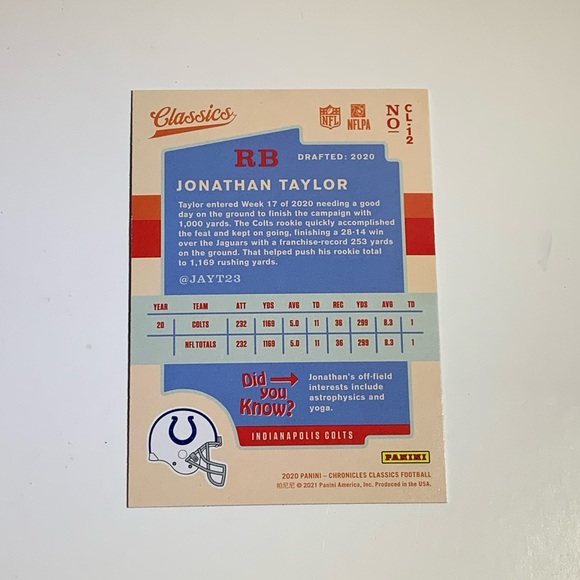 Classics
NFL
NFLPA
NO
CL-12
RB DRAFTED: 2020
JONATHAN TAYLOR
Taylor entered Week 17 of 2020 needing a good
day on the ground to finish the campaign with
1,000 yards. The Colts rookie quickly accomplished
the feat and kept on going, finishing a 28-14 win
over the Jaguars with a franchise-record 253 yards
on the ground. That helped push his rookie total
to 1,169 rushing yards.
@JAYT23
YEAR TEAM ATT YDS AVG TD REC YDS AVG TD
20 COLTS 232 1169 5.0 11 36 299 8.3 1
NFL TOTALS 232 1169 5.0 11 36 299 8.3 1
Did you Know?
Jonathan's off-field
interests include
astrophysics and
yoga.
INDIANAPOLIS COLTS
PANINI
2020 PANINI – CHRONICLES CLASSICS FOOTBALL
帕尼尼 © 2021 Panini America, Inc. Produced in the USA.